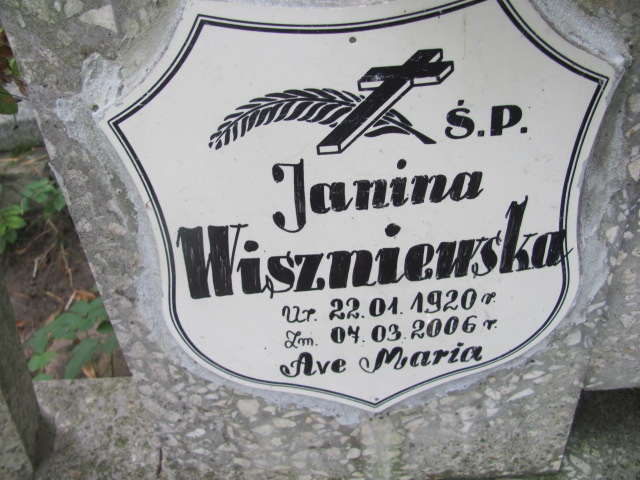 Ś.P.
Janina
Wiszniewska
Ur. 22.01.1920 r.
Zm. 04.03.2006 r.
Ave Maria